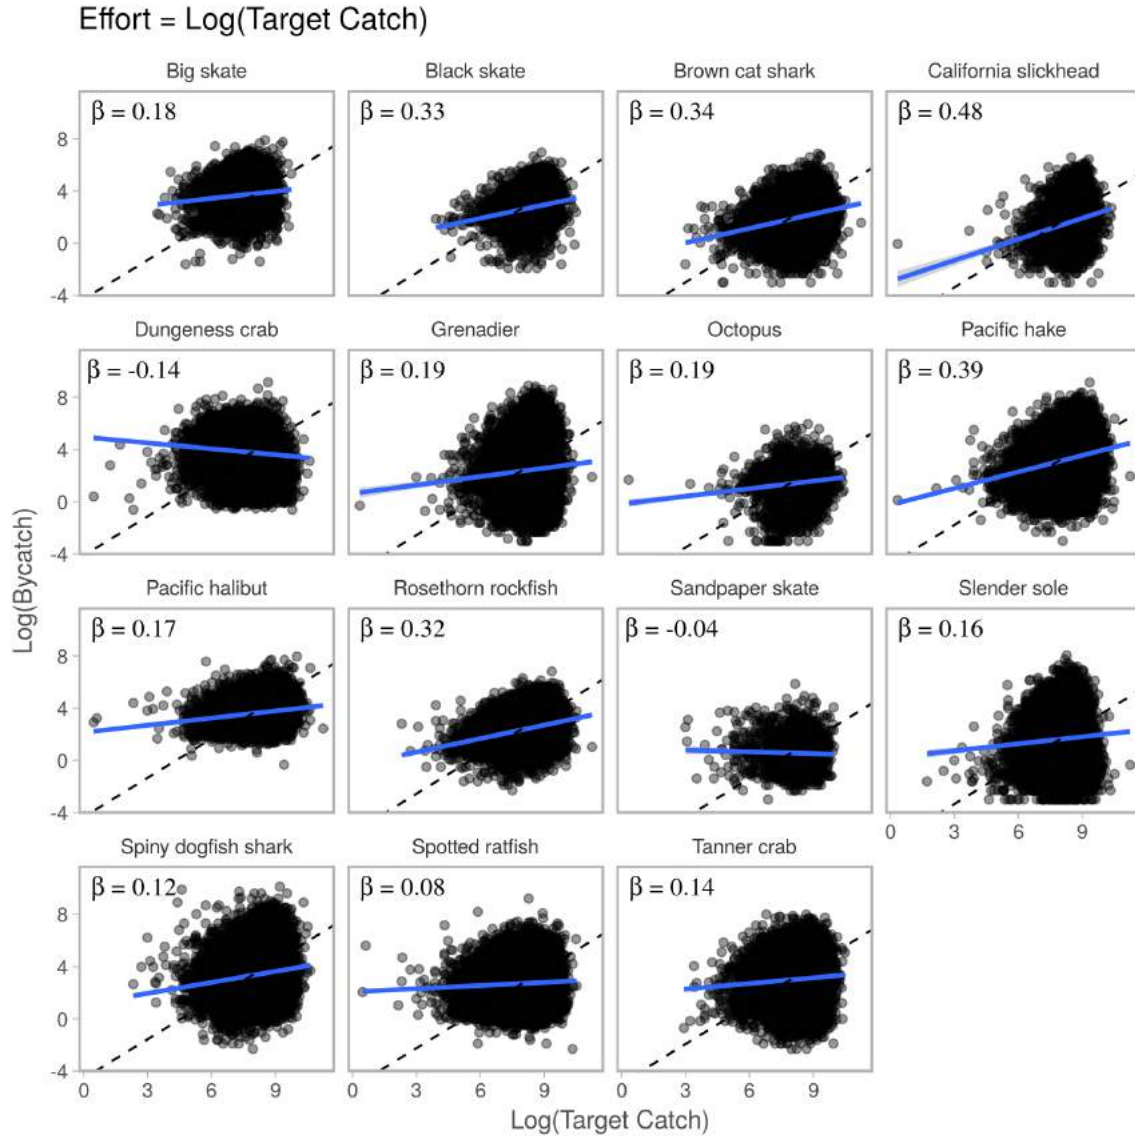 Effort = Log(Target Catch)
Big skate
Black skate
Brown cat shark
California slickhead
β = 0.18
β = 0.33
β = 0.34
β = 0.48
8
4
0
-4
Dungeness crab
Grenadier
Octopus
Pacific hake
β = -0.14
β = 0.19
β = 0.19
β = 0.39
8
4
0
-4
Log(Bycatch)
Pacific halibut
Rosethorn rockfish
Sandpaper skate
Slender sole
β = 0.17
β = 0.32
β = -0.04
β = 0.16
8
4
0
-4
0 3 6 9
Spiny dogfish shark
Spotted ratfish
Tanner crab
β = 0.12
β = 0.08
β = 0.14
8
4
0
-4
0 3 6 9
0 3 6 9
0 3 6 9
Log(Target Catch)